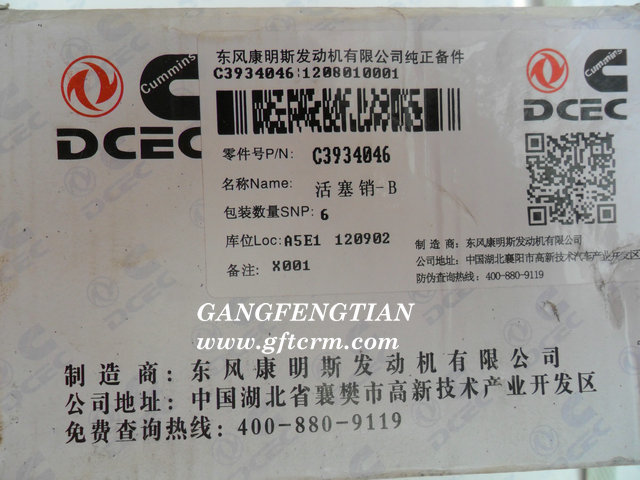 Cummins
DCEC
东风康明斯发动机有限公司纯正备件
C3934046:1208010001
零件号P/N: C3934046
名称Name: 活塞销-B
包装数量SNP: 6
库位Loc: A5E1 120902
备注: X001
DCEC
制造商: 东风康明斯发动机有限公司
公司地址: 中国湖北襄阳市高新技术汽车产业开发区
防伪查询热线: 400-880-9119
GANGFENGTIAN
www.gftcrm.com
制造商: 东风康明斯发动机有限公司
公司地址: 中国湖北省襄樊市高新技术产业开发区
免费查询热线: 400-880-9119